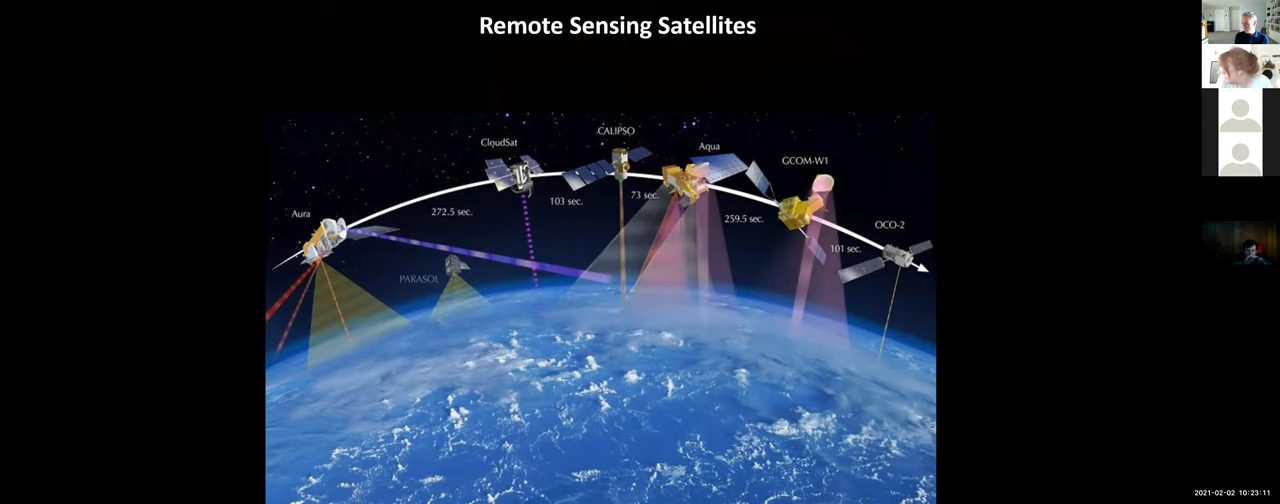 Remote Sensing Satellites
CALIPSO
CloudSat
Aqua
GCOM-W1
73 sec.
103 sec.
272.5 sec.
Aura
259.5 sec.
OCO-2
101 sec.
PARASOL
2021-02-02 10:23:11